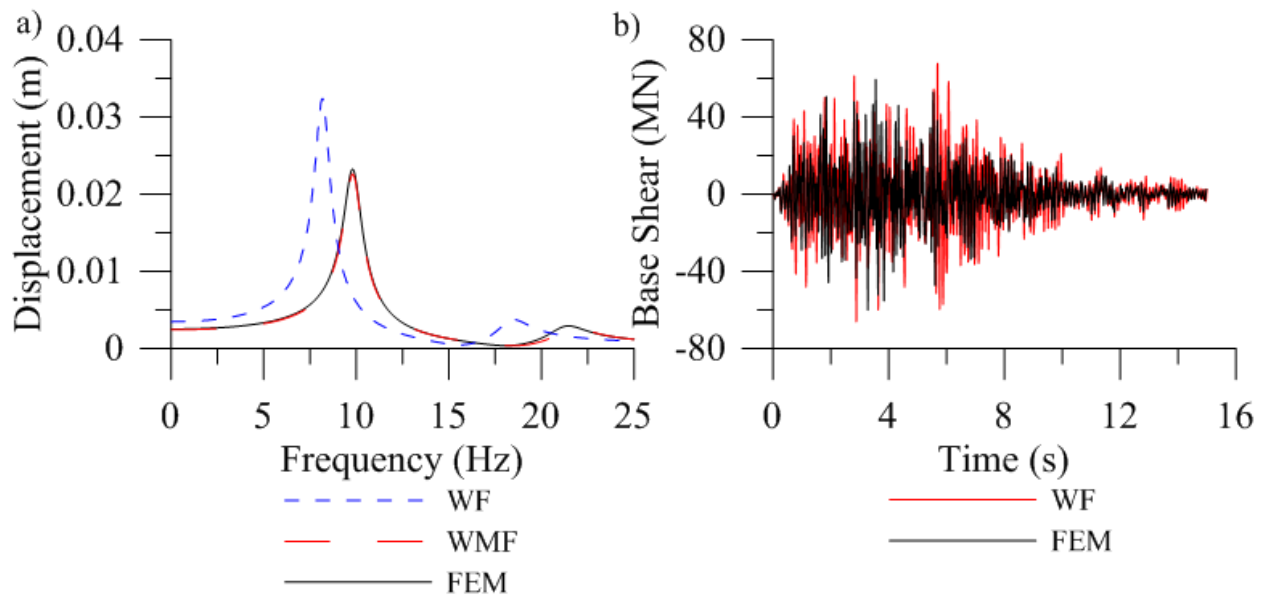 a)
0.04
0.03
0.02
0.01
0
Displacement (m)
0 5 10 15 20 25
Frequency (Hz)
WF
WMF
FEM
b)
80
40
0
-40
-80
Base Shear (MN)
0 4 8 12 16
Time (s)
WF
FEM